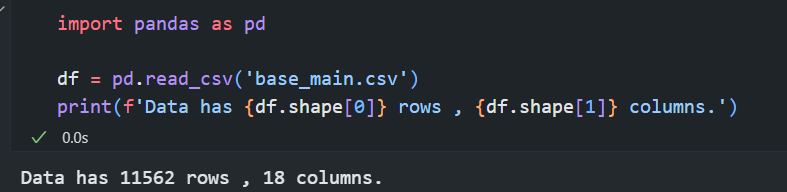 import pandas as pd
df = pd.read_csv('base_main.csv')
print(f'Data has {df.shape[0]} rows , {df.shape[1]} columns.')
0.0s
Data has 11562 rows , 18 columns.